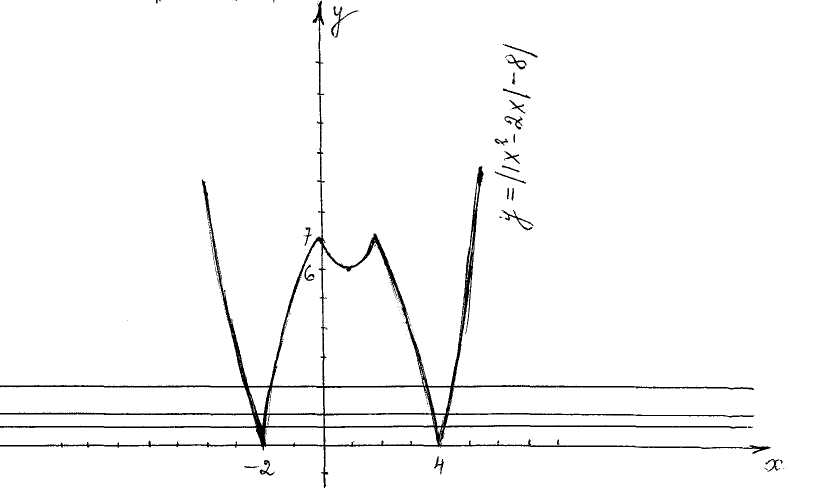 y
y = ||x² - 2x| - 8|
7
6
-2
4
x